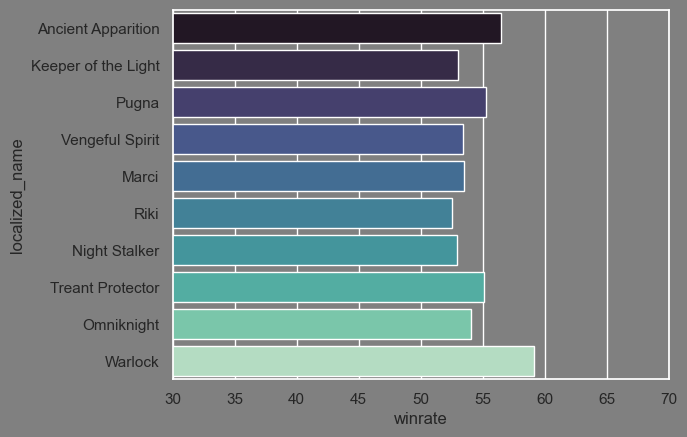 localized_name
Ancient Apparition
Keeper of the Light
Pugna
Vengeful Spirit
Marci
Riki
Night Stalker
Treant Protector
Omniknight
Warlock
30 35 40 45 50 55 60 65 70
winrate